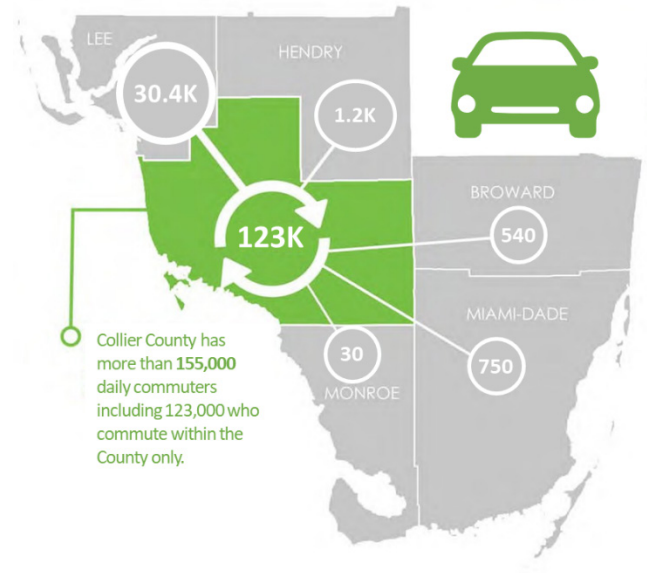 LEE
HENDRY
30.4K
1.2K
BROWARD
123K
540
MIAMI-DADE
30
750
MONROE
Collier County has
more than 155,000
daily commuters
including 123,000 who
commute within the
County only.